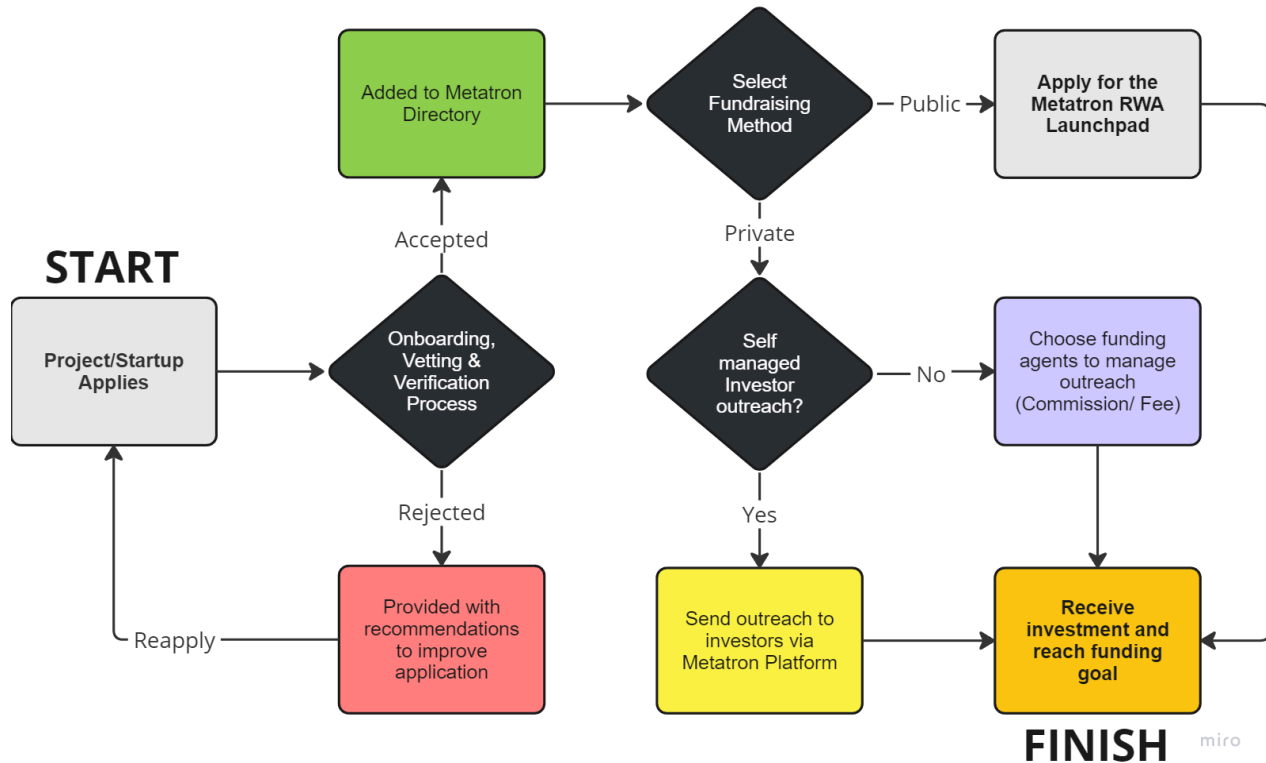 Added to Metatron
Directory
Select
Fundraising
Method
Public
Apply for the
Metatron RWA
Launchpad
Accepted
Private
START
Project/Startup
Applies
Onboarding,
Vetting &
Verification
Process
Self
managed
Investor
outreach?
No
Choose funding
agents to manage
outreach
(Commission/ Fee)
Rejected
Yes
Reapply
Provided with
recommendations
to improve
application
Send outreach to
investors via
Metatron Platform
Receive
investment and
reach funding
goal
FINISH
miro